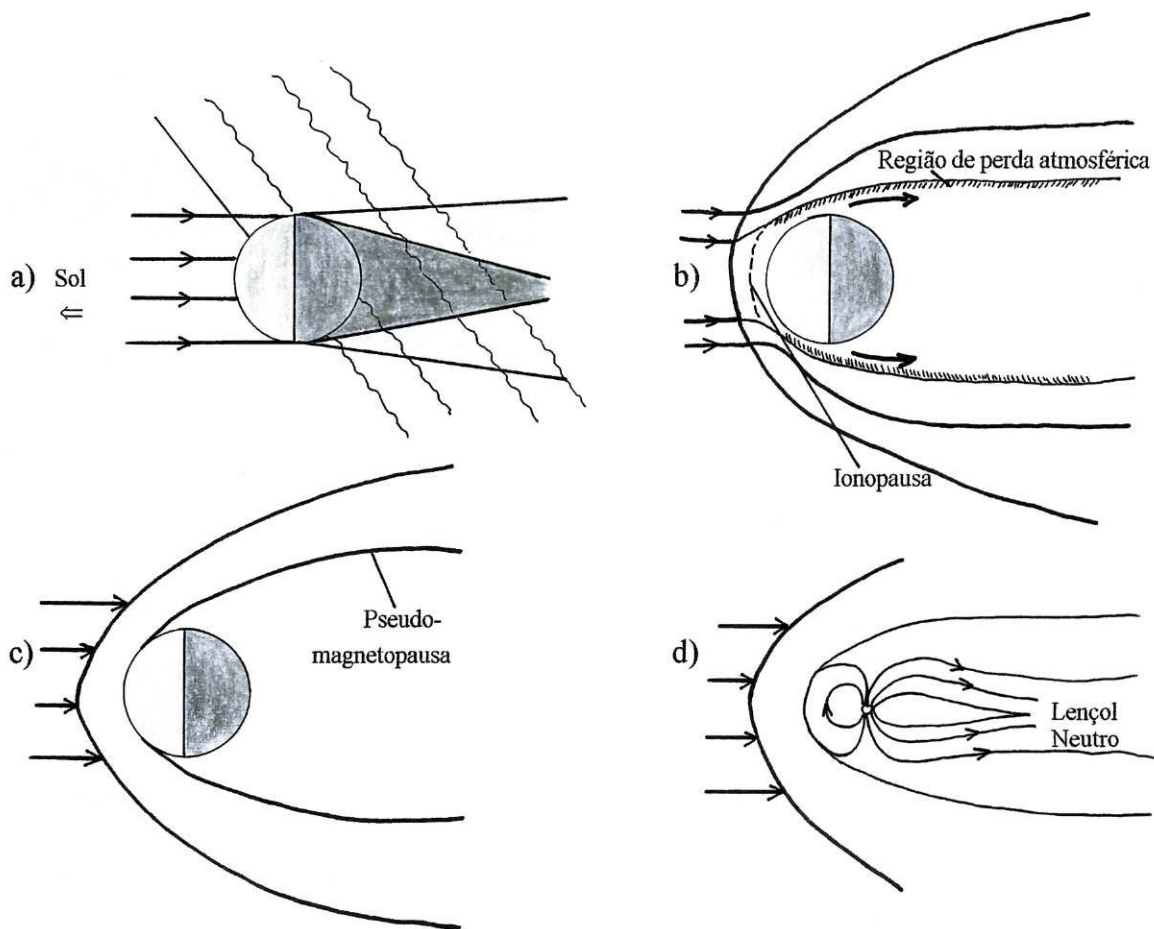 a)
Sol
⇐
b)
Região de perda atmosférica
Ionopausa
c)
Pseudo-
magnetopausa
d)
Lençol
Neutro